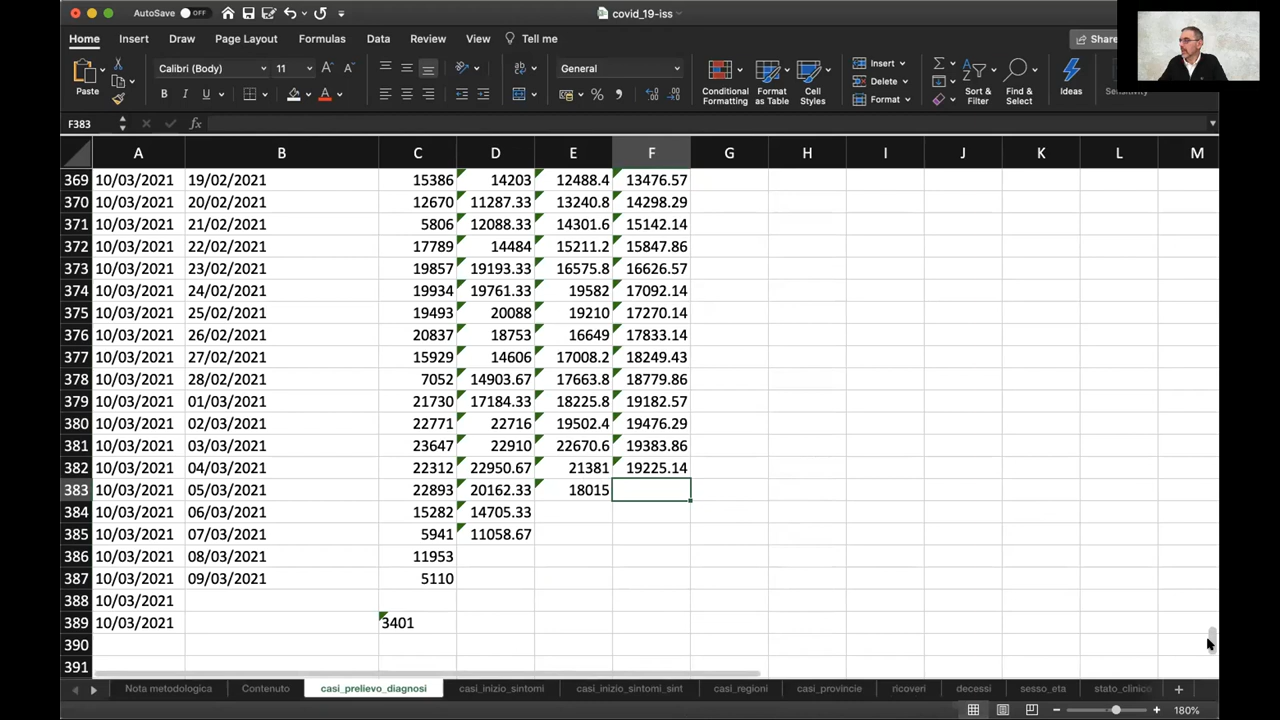 AutoSave OFF covid_19-iss
Home Insert Draw Page Layout Formulas Data Review View Tell me Share
Paste Calibri (Body) 11 A A General Insert Delete Format
B I U A Conditional Formatting Format as Table Cell Styles Sort & Filter Find & Select Ideas Sensitivity
F383 fx
A B C D E F G H I J K L M
369 10/03/2021 19/02/2021 15386 14203 12488.4 13476.57
370 10/03/2021 20/02/2021 12670 11287.33 13240.8 14298.29
371 10/03/2021 21/02/2021 5806 12088.33 14301.6 15142.14
372 10/03/2021 22/02/2021 17789 14484 15211.2 15847.86
373 10/03/2021 23/02/2021 19857 19193.33 16575.8 16626.57
374 10/03/2021 24/02/2021 19934 19761.33 19582 17092.14
375 10/03/2021 25/02/2021 19493 20088 19210 17270.14
376 10/03/2021 26/02/2021 20837 18753 16649 17833.14
377 10/03/2021 27/02/2021 15929 14606 17008.2 18249.43
378 10/03/2021 28/02/2021 7052 14903.67 17663.8 18779.86
379 10/03/2021 01/03/2021 21730 17184.33 18225.8 19182.57
380 10/03/2021 02/03/2021 22771 22716 19502.4 19476.29
381 10/03/2021 03/03/2021 23647 22910 22670.6 19383.86
382 10/03/2021 04/03/2021 22312 22950.67 21381 19225.14
383 10/03/2021 05/03/2021 22893 20162.33 18015
384 10/03/2021 06/03/2021 15282 14705.33
385 10/03/2021 07/03/2021 5941 11058.67
386 10/03/2021 08/03/2021 11953
387 10/03/2021 09/03/2021 5110
388 10/03/2021
389 10/03/2021 3401
390
391
Nota metodologica Contenuto casi_prelievo_diagnosi casi_inizio_sintomi casi_inizio_sintomi_sint casi_regioni casi_provincie ricoveri decessi sesso_eta stato_clinico +
180%